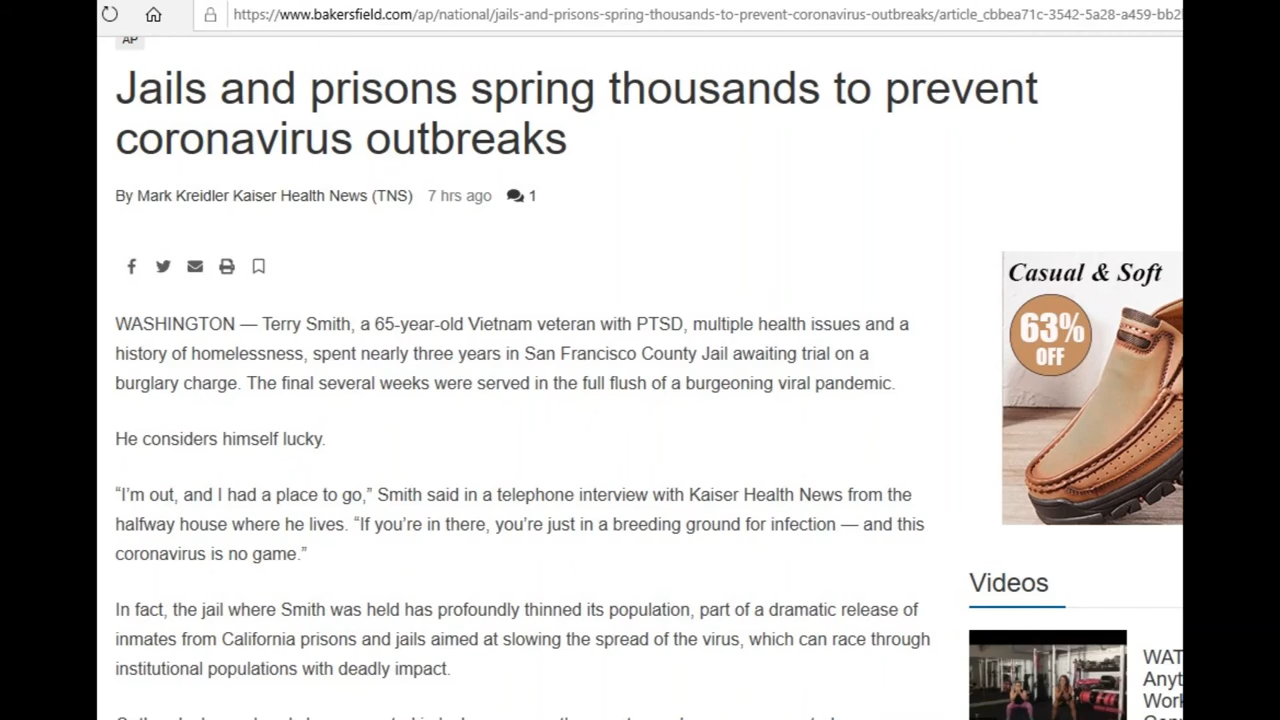 https://www.bakersfield.com/ap/national/jails-and-prisons-spring-thousands-to-prevent-coronavirus-outbreaks/article_cbbea71c-3542-5a28-a459-bb2
AP
Jails and prisons spring thousands to prevent
coronavirus outbreaks
By Mark Kreidler Kaiser Health News (TNS) 7 hrs ago 1
Casual & Soft
63%
OFF
WASHINGTON — Terry Smith, a 65-year-old Vietnam veteran with PTSD, multiple health issues and a
history of homelessness, spent nearly three years in San Francisco County Jail awaiting trial on a
burglary charge. The final several weeks were served in the full flush of a burgeoning viral pandemic.
He considers himself lucky.
“I’m out, and I had a place to go,” Smith said in a telephone interview with Kaiser Health News from the
halfway house where he lives. “If you’re in there, you’re just in a breeding ground for infection — and this
coronavirus is no game.”
In fact, the jail where Smith was held has profoundly thinned its population, part of a dramatic release of
inmates from California prisons and jails aimed at slowing the spread of the virus, which can race through
institutional populations with deadly impact.
Videos
WAT
Anyt
Work